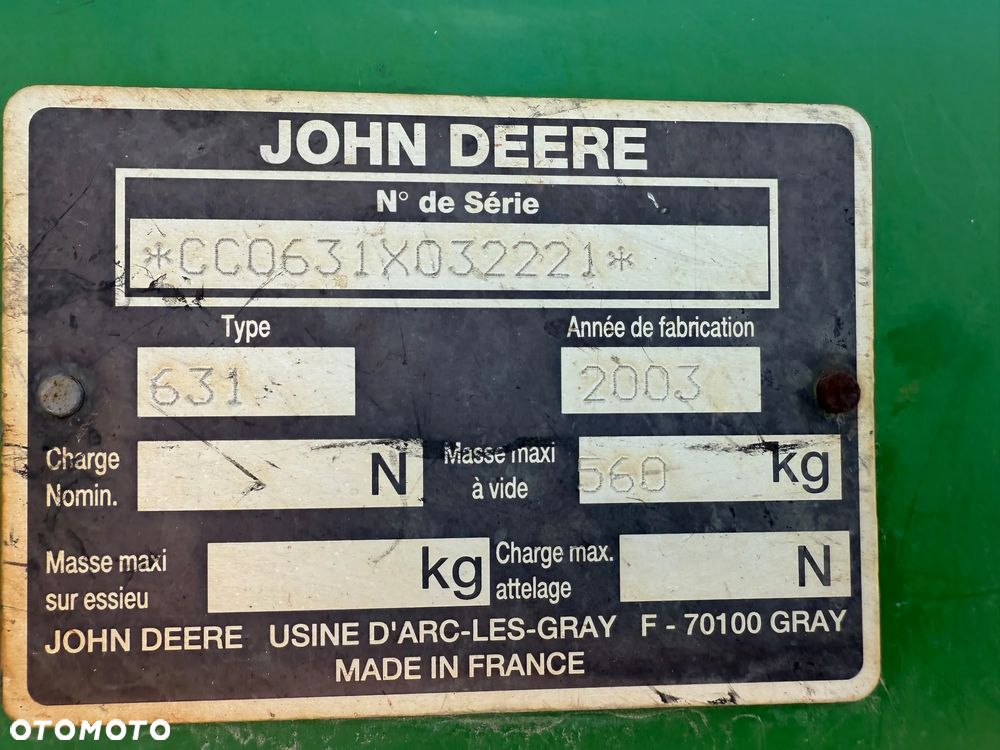 JOHN DEERE
N° de Série
*CC0631X032221*
Type
Année de fabrication
631
2003
Charge
Nomin.
N
Masse maxi
à vide
560
kg
Masse maxi
sur essieu
kg
Charge max.
attelage
N
JOHN DEERE USINE D'ARC-LES-GRAY F - 70100 GRAY
MADE IN FRANCE
OTOMOTO